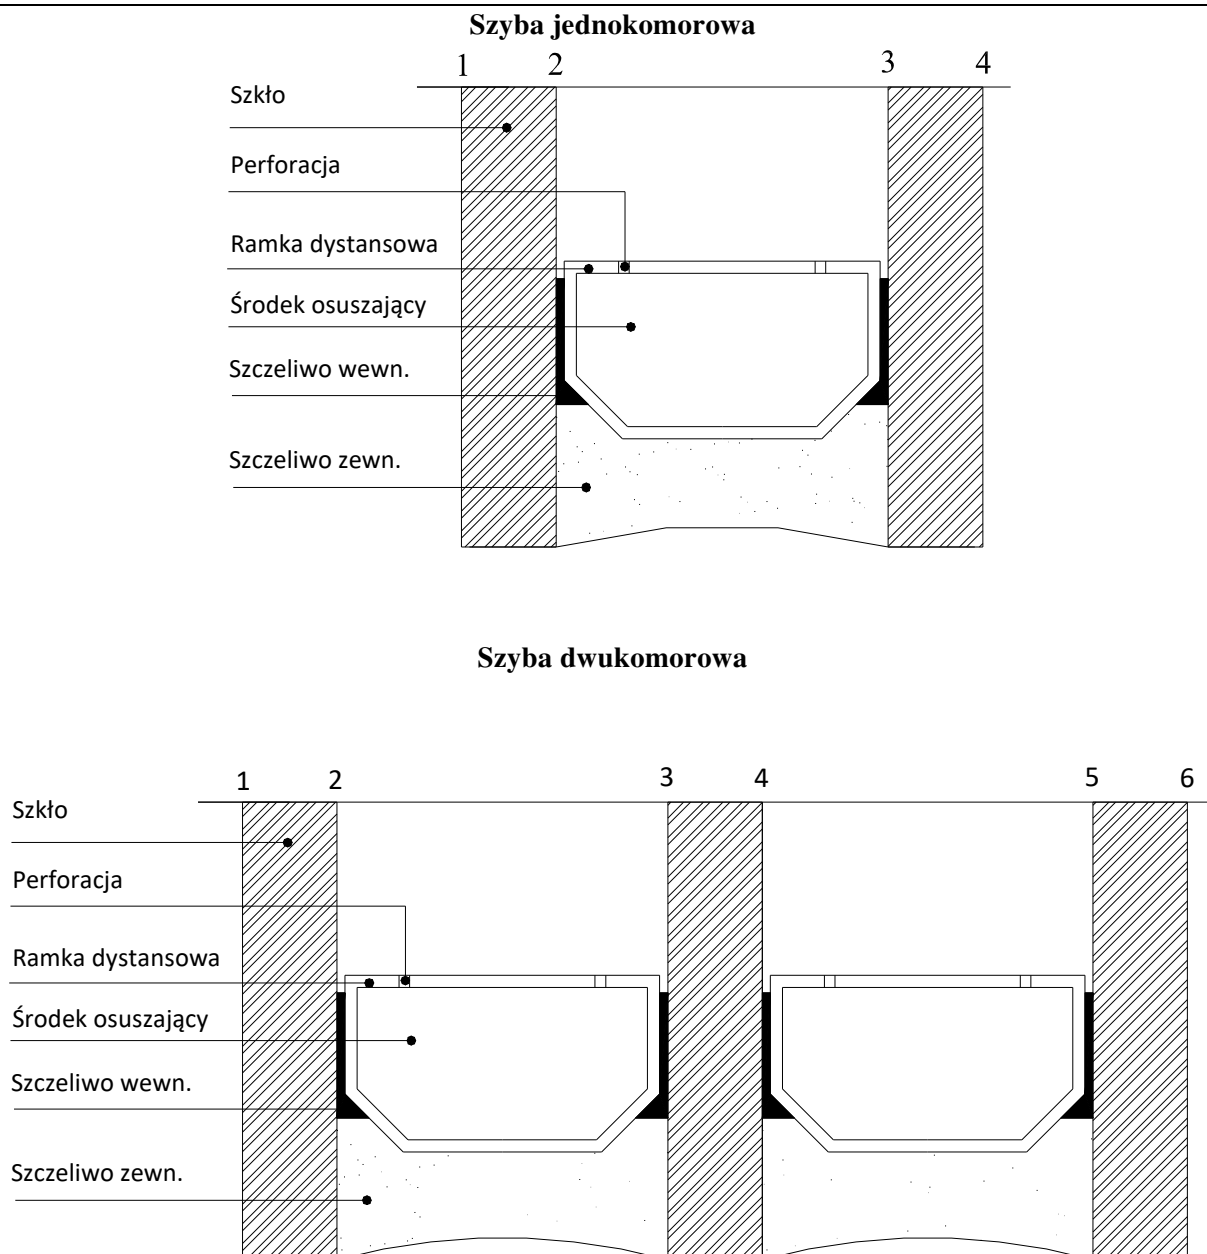 Szyba jednokomorowa
1 2 3 4
Szkło
Perforacja
Ramka dystansowa
Środek osuszający
Szczeliwo wewn.
Szczeliwo zewn.
Szyba dwukomorowa
1 2 3 4 5 6
Szkło
Perforacja
Ramka dystansowa
Środek osuszający
Szczeliwo wewn.
Szczeliwo zewn.